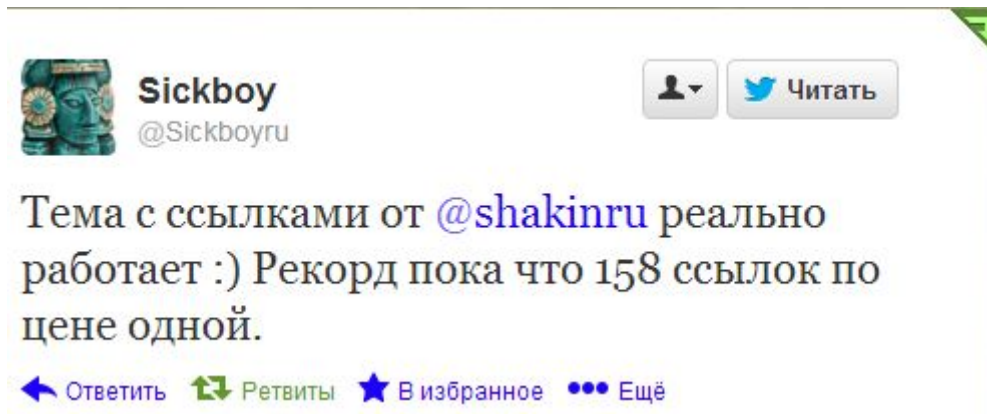 Sickboy
Читать
@Sickboyru
Тема с ссылками от @shakinru реально
работает :) Рекорд пока что 158 ссылок по
цене одной.
Ответить Ретвиты В избранное Ещё